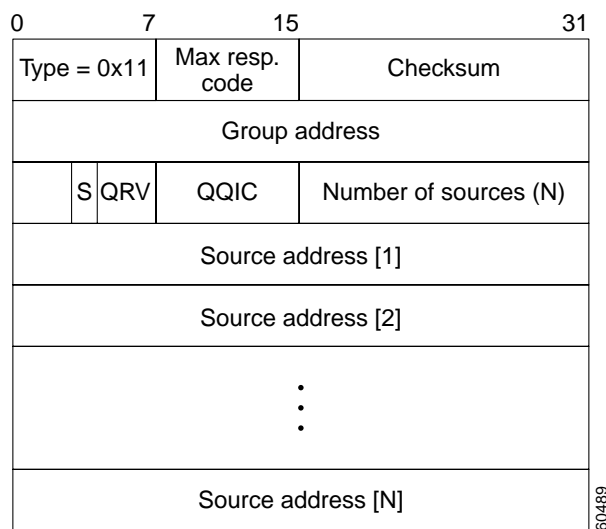 0 7 15 31
Type = 0x11
Max resp.
code
Checksum
Group address
S QRV QQIC Number of sources (N)
Source address [1]
Source address [2]
Source address [N]
60489